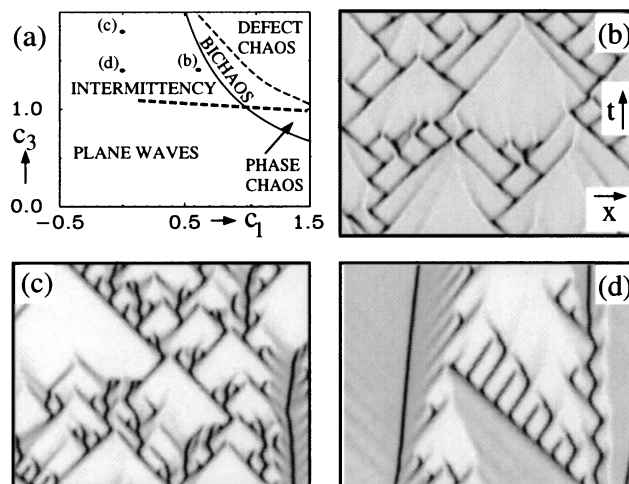 (a)
(c)
DEFECT
CHAOS
(d)
(b)
BICHAOS
INTERMITTENCY
1.0
c3
PLANE WAVES
PHASE
CHAOS
0.0
-0.5
0.5
c1
1.5
(b)
t
x
(c)
(d)